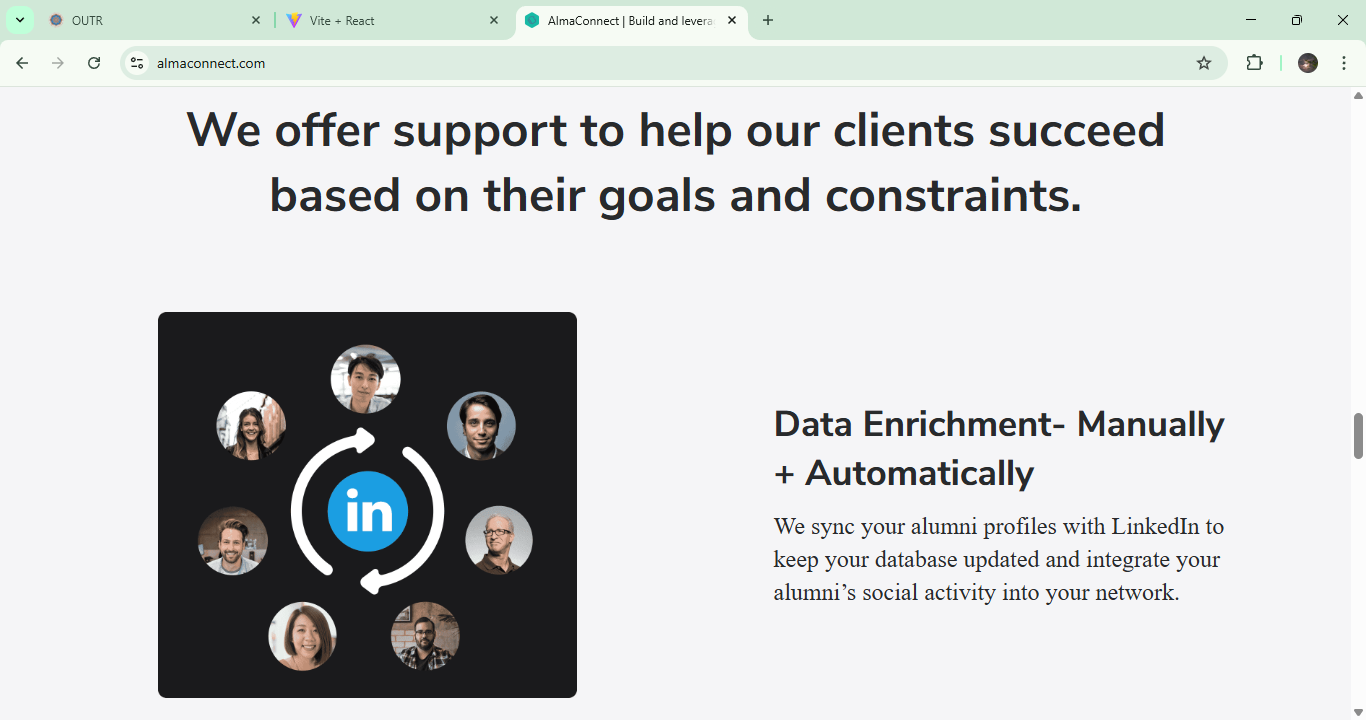 OUTR
Vite + React
AlmaConnect | Build and levera
almaconnect.com
We offer support to help our clients succeed
based on their goals and constraints.
in
Data Enrichment- Manually
+ Automatically
We sync your alumni profiles with LinkedIn to
keep your database updated and integrate your
alumni’s social activity into your network.